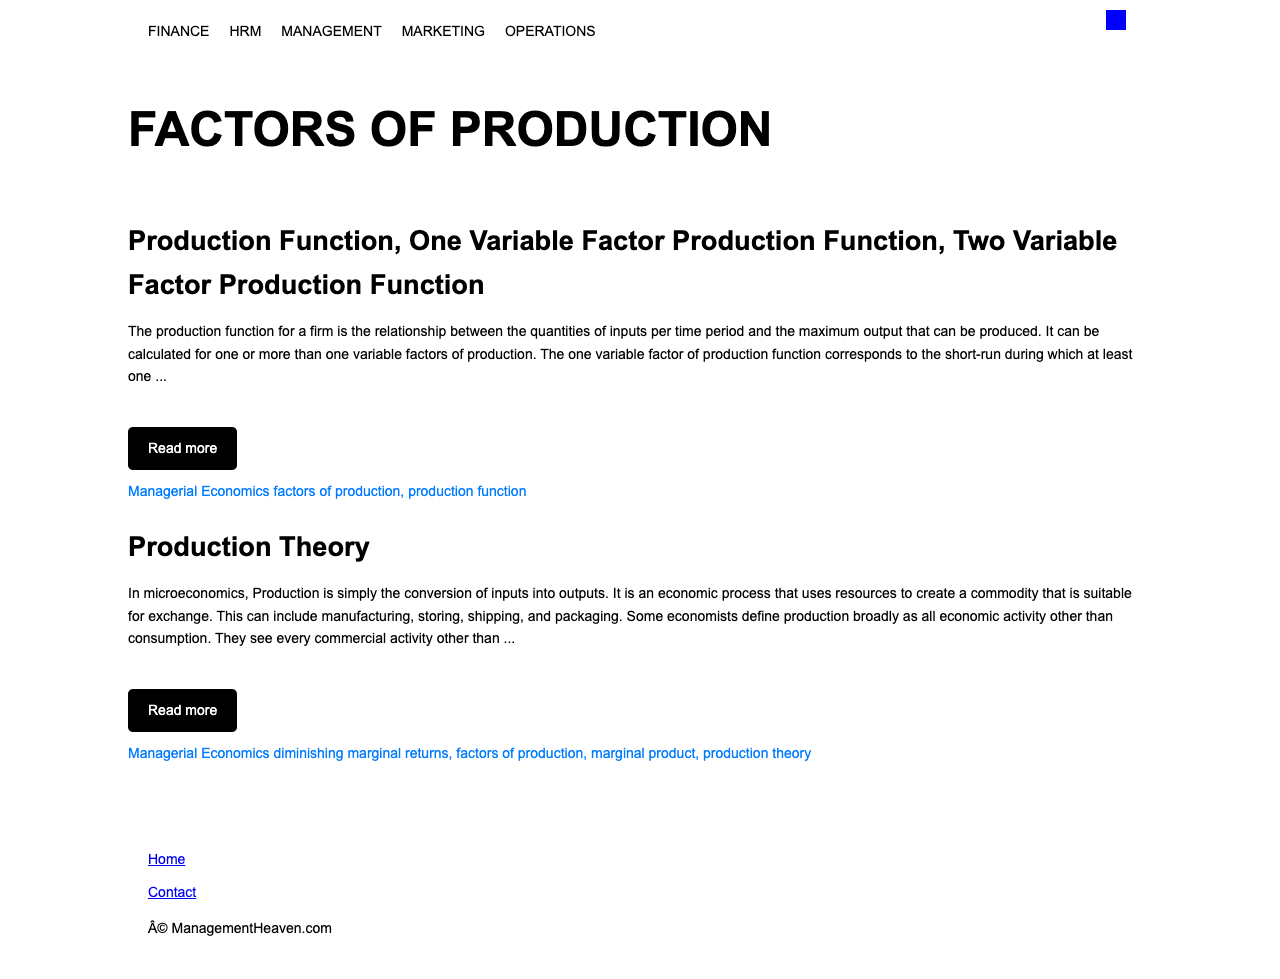 FINANCE HRM MANAGEMENT MARKETING OPERATIONS
FACTORS OF PRODUCTION
Production Function, One Variable Factor Production Function, Two Variable
Factor Production Function
The production function for a firm is the relationship between the quantities of inputs per time period and the maximum output that can be produced. It can be
calculated for one or more than one variable factors of production. The one variable factor of production function corresponds to the short-run during which at least
one ...
Read more
Managerial Economics factors of production, production function
Production Theory
In microeconomics, Production is simply the conversion of inputs into outputs. It is an economic process that uses resources to create a commodity that is suitable
for exchange. This can include manufacturing, storing, shipping, and packaging. Some economists define production broadly as all economic activity other than
consumption. They see every commercial activity other than ...
Read more
Managerial Economics diminishing marginal returns, factors of production, marginal product, production theory
Home
Contact
Â© ManagementHeaven.com